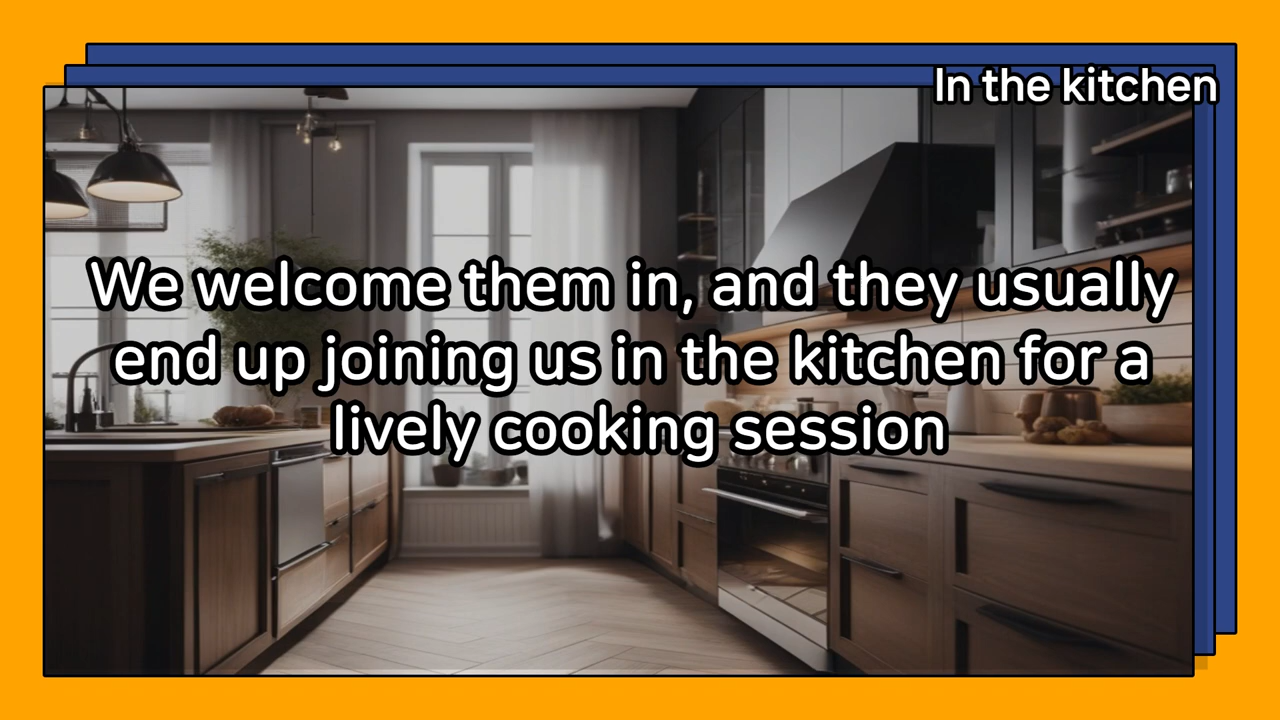 In the kitchen
We welcome them in, and they usually
end up joining us in the kitchen for a
lively cooking session